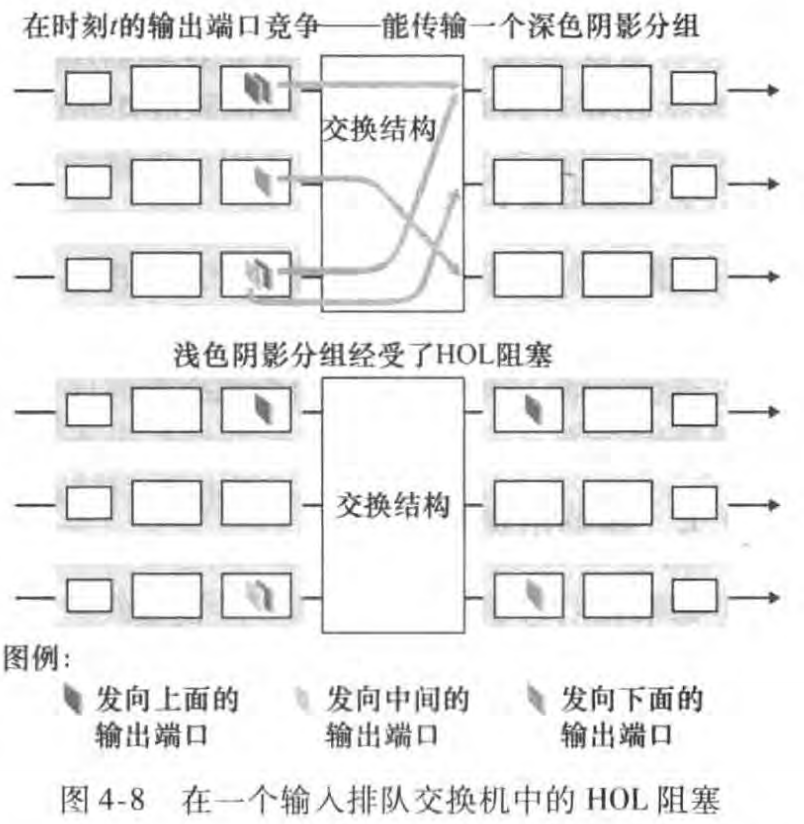 在时刻t的输出端口竞争——能传输一个深色阴影分组
交换结构
浅色阴影分组经受了HOL阻塞
交换结构
图例：
发向上面的
输出端口
发向中间的
输出端口
发向下面的
输出端口
图 4-8 在一个输入排队交换机中的 HOL 阻塞